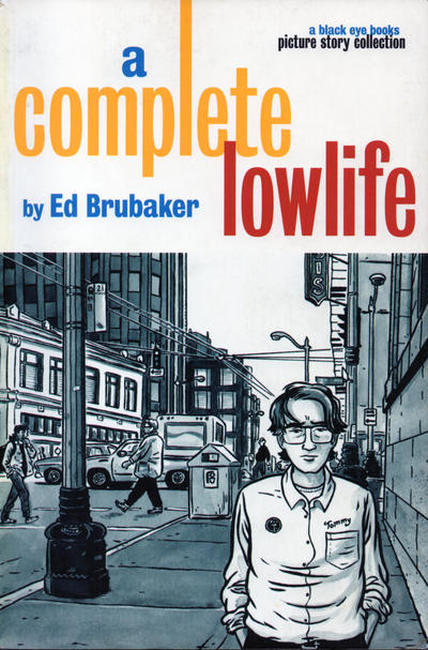 a black eye books
picture story collection
a
complete
lowlife
by Ed Brubaker
Tommy